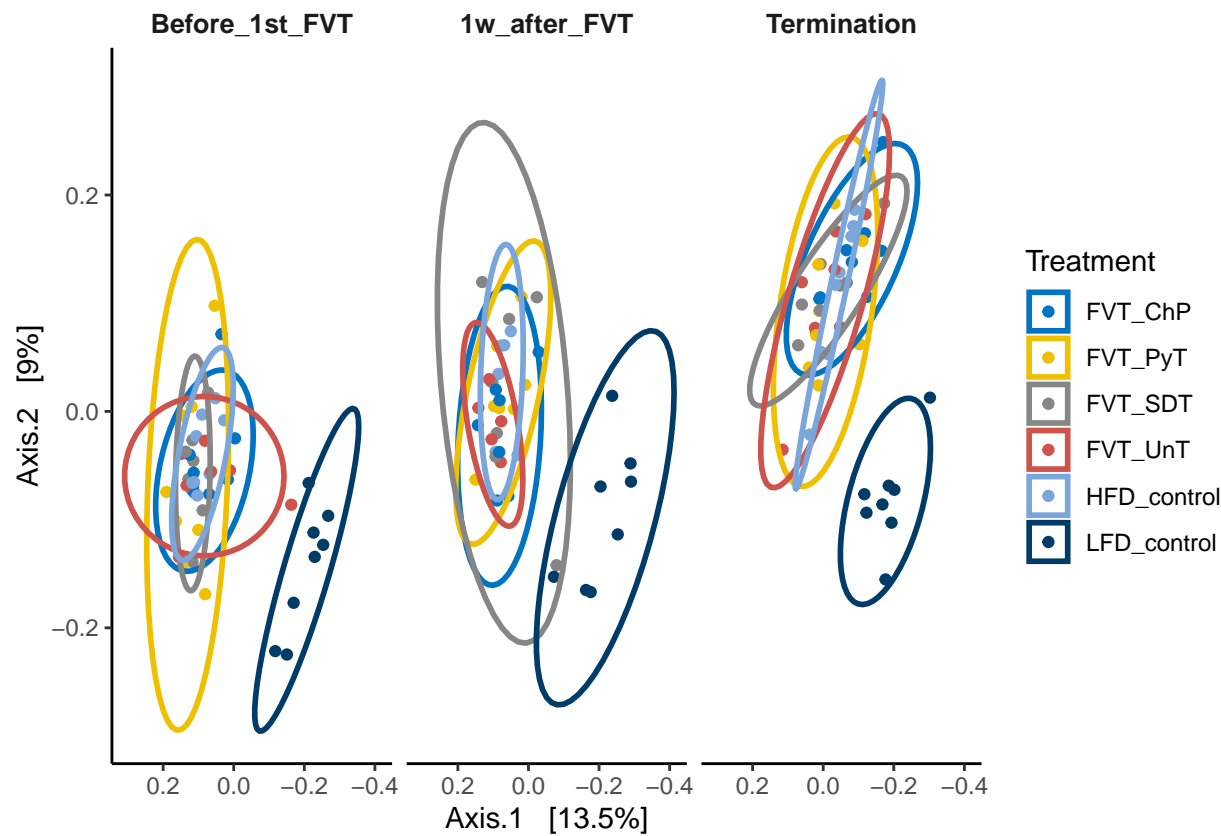 Before_1st_FVT 1w_after_FVT Termination
Axis.2 [9%]
0.2
0.0
−0.2
0.2 0.0 −0.2 −0.4 0.2 0.0 −0.2 −0.4 0.2 0.0 −0.2 −0.4
Axis.1 [13.5%]
Treatment
FVT_ChP
FVT_PyT
FVT_SDT
FVT_UnT
HFD_control
LFD_control